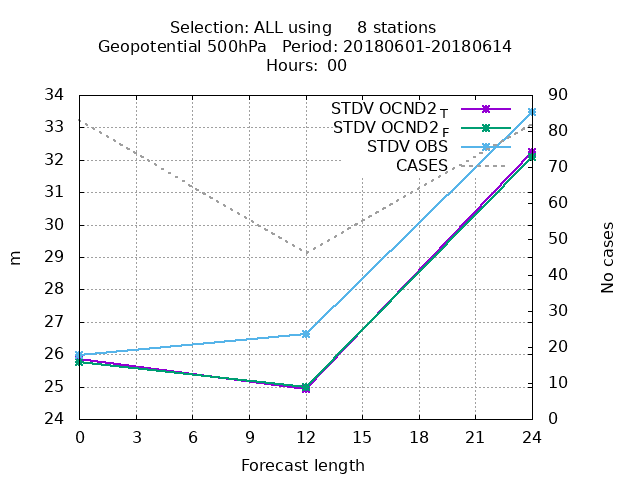 Selection: ALL using 8 stations
Geopotential 500hPa Period: 20180601-20180614
Hours: 00
STDV OCND2_T
STDV OCND2_F
STDV OBS
CASES
34
33
32
31
30
29
28
27
26
25
24
m
90
80
70
60
50
40
30
20
10
0
No cases
0 3 6 9 12 15 18 21 24
Forecast length